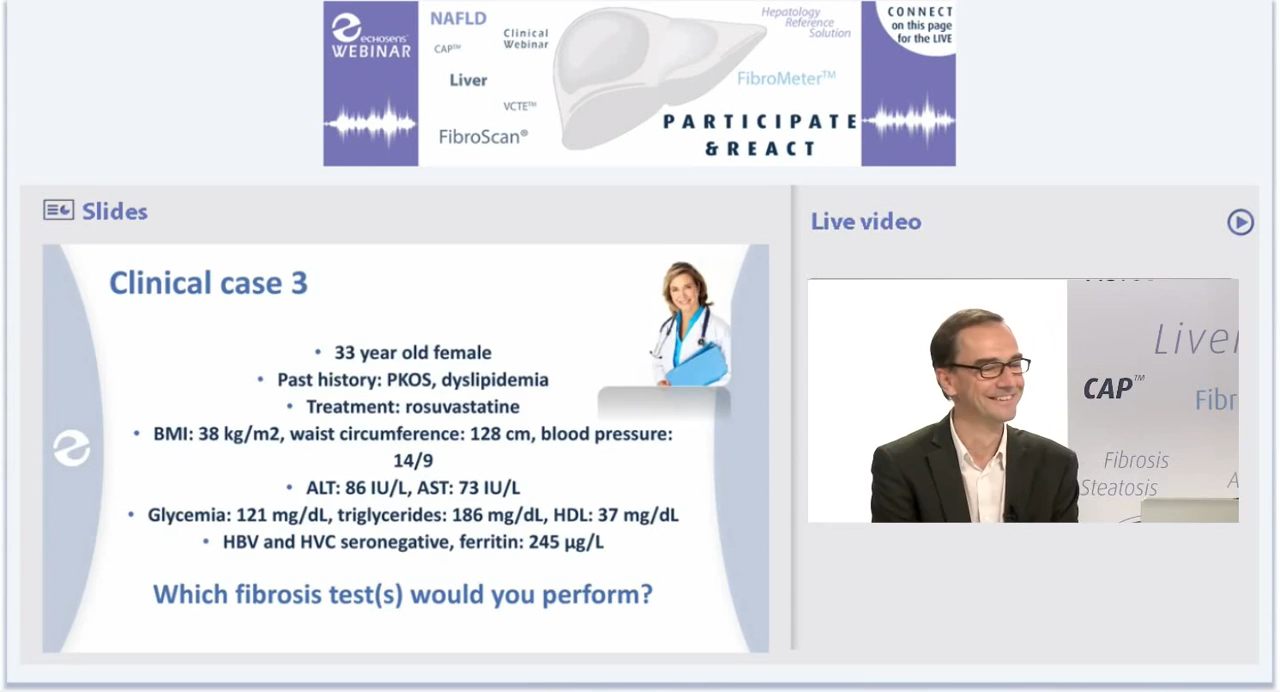 echosens
WEBINAR
NAFLD
CAP™
Clinical
Webinar
Liver
VCTE™
FibroScan®
Hepatology
Reference
Solution
FibroMeter™
PARTICIPATE
&REACT
CONNECT
on this page
for the LIVE
Slides
Clinical case 3
• 33 year old female
• Past history: PKOS, dyslipidemia
• Treatment: rosuvastatine
• BMI: 38 kg/m2, waist circumference: 128 cm, blood pressure:
14/9
• ALT: 86 IU/L, AST: 73 IU/L
• Glycemia: 121 mg/dL, triglycerides: 186 mg/dL, HDL: 37 mg/dL
• HBV and HVC seronegative, ferritin: 245 µg/L
Which fibrosis test(s) would you perform?
Live video
Liver
CAP™
Fibr
Fibrosis
Steatosis
A